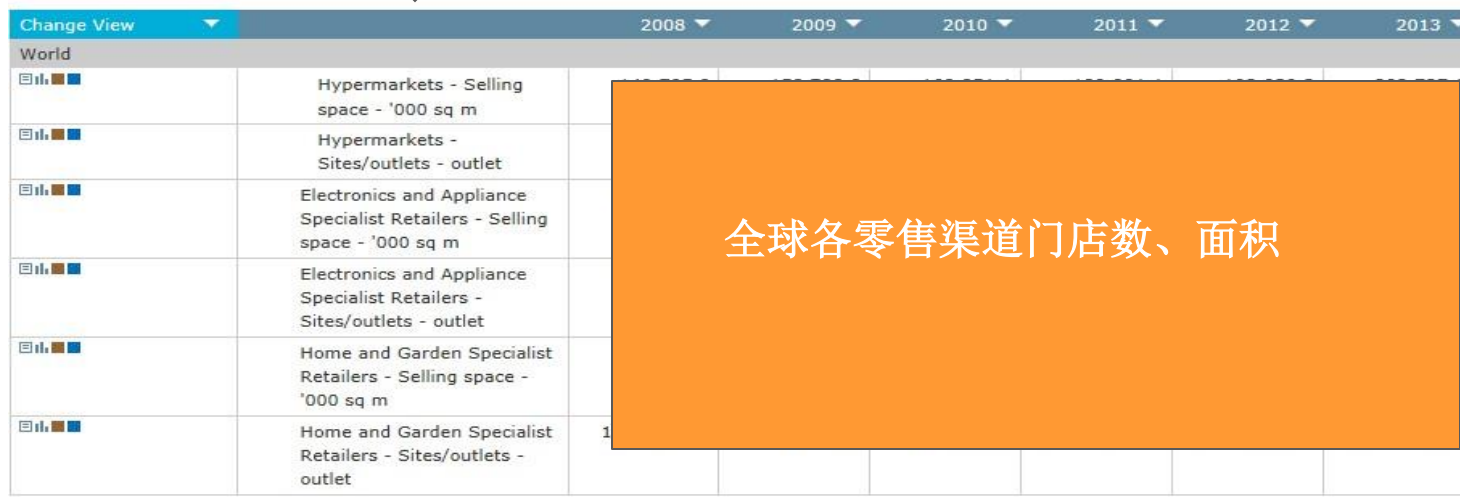 Change View 2008 2009 2010 2011 2012 2013
World
Hypermarkets - Selling
space - '000 sq m
Hypermarkets -
Sites/outlets - outlet
Electronics and Appliance
Specialist Retailers - Selling
space - '000 sq m
全球各零售渠道门店数、面积
Electronics and Appliance
Specialist Retailers -
Sites/outlets - outlet
Home and Garden Specialist
Retailers - Selling space -
'000 sq m
Home and Garden Specialist 1
Retailers - Sites/outlets -
outlet